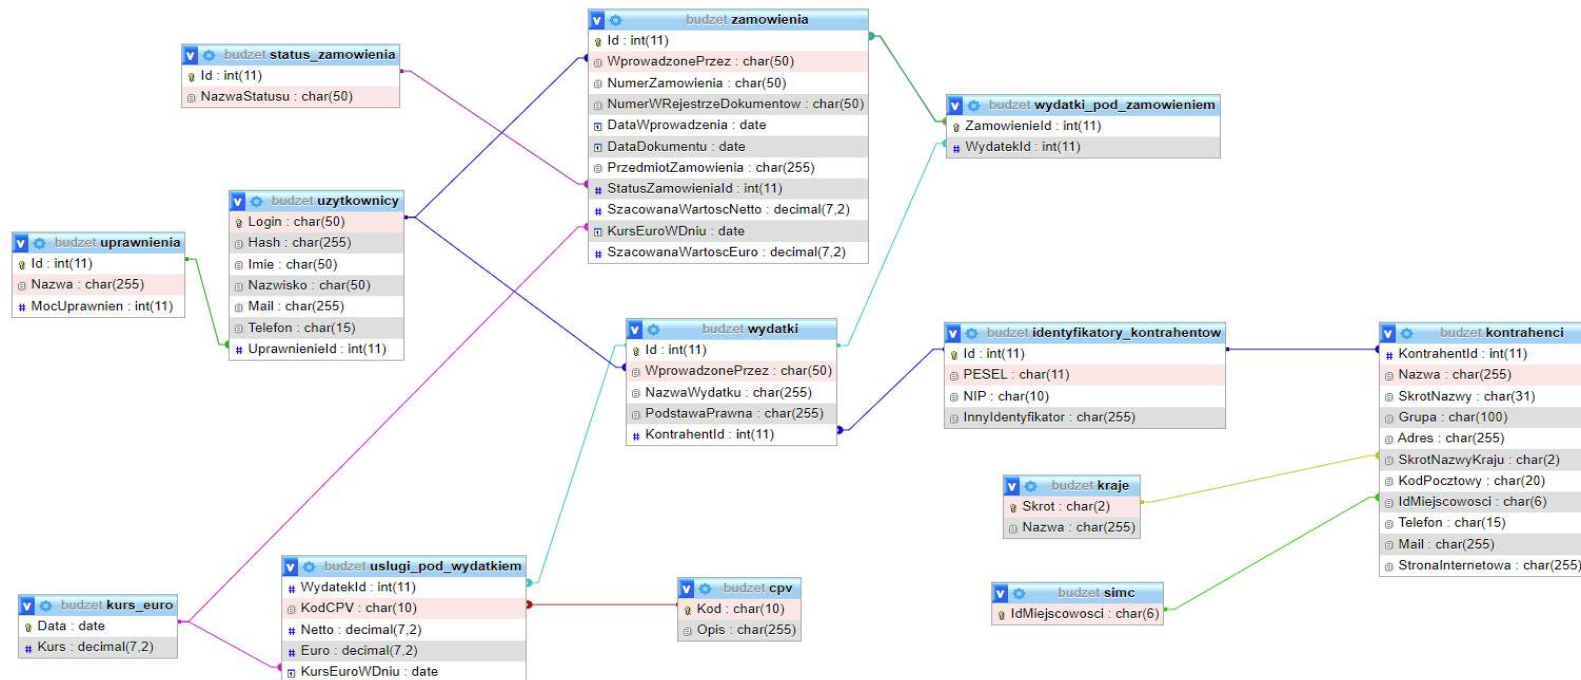 budzet status_zamowienia
Id : int(11)
NazwaStatusu : char(50)
budzet zamowienia
Id : int(11)
WprowadzonePrzez : char(50)
NumerZamowienia : char(50)
NumerWRejestrzeDokumentow : char(50)
DataWprowadzenia : date
DataDokumentu : date
PrzedmiotZamowienia : char(255)
StatusZamowieniaId : int(11)
SzacowanaWartoscNetto : decimal(7,2)
KursEuroWDniu : date
SzacowanaWartoscEuro : decimal(7,2)
budzet wydatki_pod_zamowieniem
ZamowienieId : int(11)
WydatekId : int(11)
budzet uprawnienia
Id : int(11)
Nazwa : char(255)
MocUprawnien : int(11)
budzet uzytkownicy
Login : char(50)
Hash : char(255)
Imie : char(50)
Nazwisko : char(50)
Mail : char(255)
Telefon : char(15)
UprawnienieId : int(11)
budzet wydatki
Id : int(11)
WprowadzonePrzez : char(50)
NazwaWydatku : char(255)
PodstawaPrawna : char(255)
KontrahentId : int(11)
budzet identyfikatory_kontrahentow
Id : int(11)
PESEL : char(11)
NIP : char(10)
InnyIdentyfikator : char(255)
budzet kontrahenci
KontrahentId : int(11)
Nazwa : char(255)
SkrotNazwy : char(31)
Grupa : char(100)
Adres : char(255)
SkrotNazwyKraju : char(2)
KodPocztowy : char(20)
IdMiejscowosci : char(6)
Telefon : char(15)
Mail : char(255)
StronaInternetowa : char(255)
budzet kraje
Skrot : char(2)
Nazwa : char(255)
budzet simc
IdMiejscowosci : char(6)
budzet kurs_euro
Data : date
Kurs : decimal(7,2)
budzet uslugi_pod_wydatkiem
WydatekId : int(11)
KodCPV : char(10)
Netto : decimal(7,2)
Euro : decimal(7,2)
KursEuroWDniu : date
budzet cpv
Kod : char(10)
Opis : char(255)